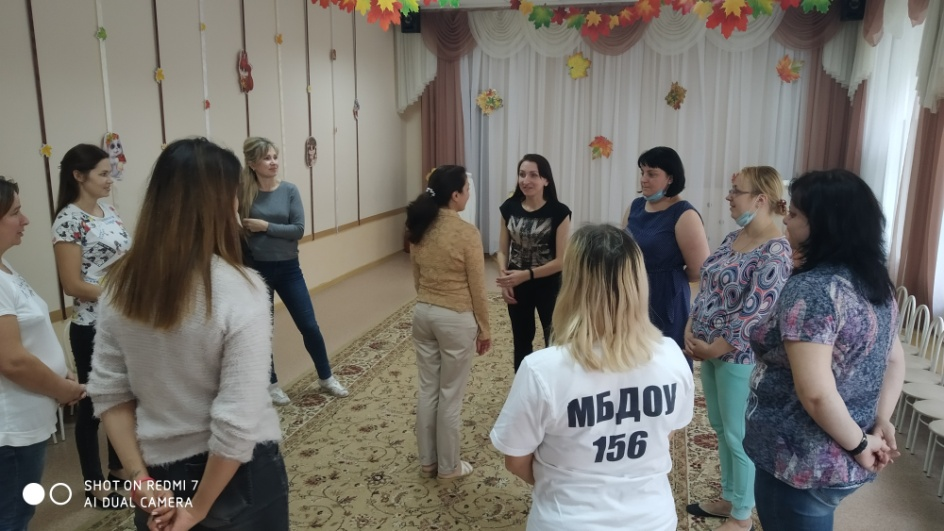 МБДОУ
156
SHOT ON REDMI 7
AI DUAL CAMERA